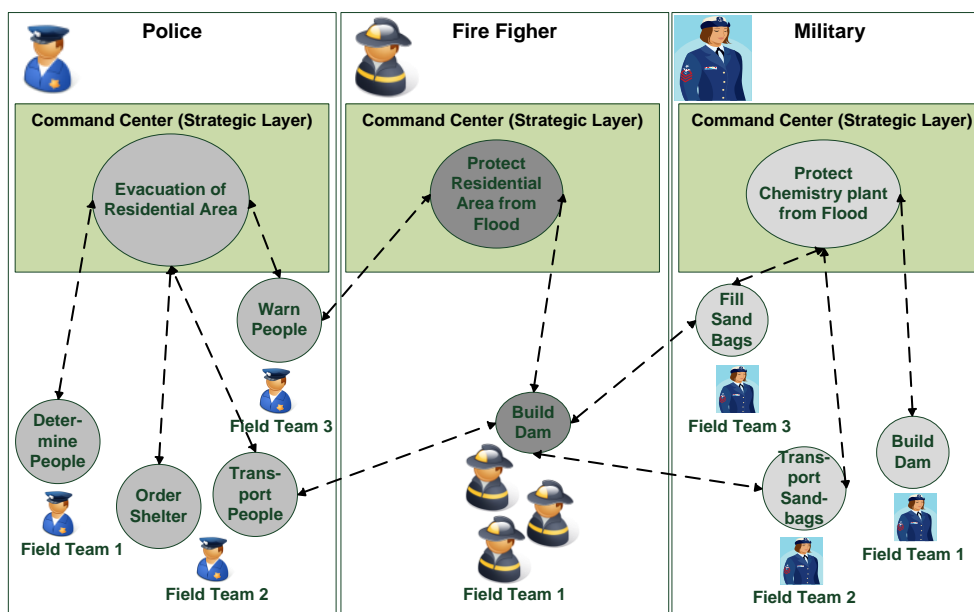 Police
Command Center (Strategic Layer)
Evacuation of
Residential Area
Warn
People
Field Team 3
Deter-
mine
People
Field Team 1
Order
Shelter
Trans-
port
People
Field Team 2
Fire Figher
Command Center (Strategic Layer)
Protect
Residential
Area from
Flood
Build
Dam
Field Team 1
Military
Command Center (Strategic Layer)
Protect
Chemistry plant
from Flood
Fill
Sand
Bags
Field Team 3
Trans-
port
Sand-
bags
Field Team 2
Build
Dam
Field Team 1